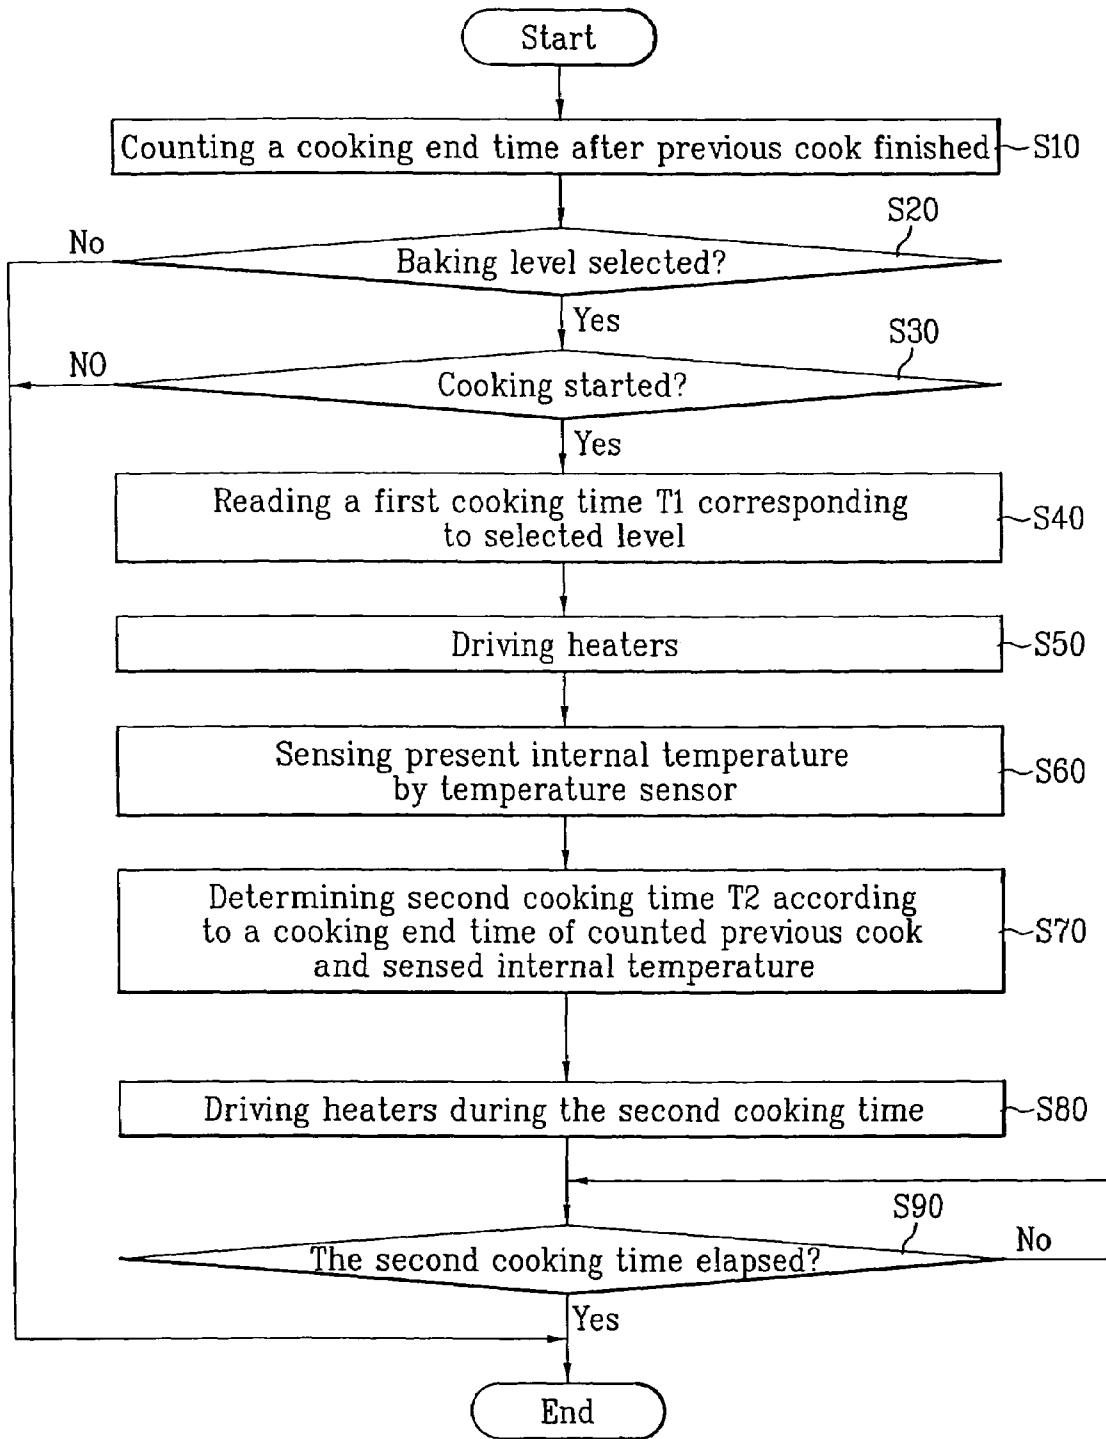 Start
Counting a cooking end time after previous cook finished
S10
S20
No
Baking level selected?
Yes
S30
NO
Cooking started?
Yes
Reading a first cooking time T1 corresponding
to selected level
S40
Driving heaters
S50
Sensing present internal temperature
by temperature sensor
S60
Determining second cooking time T2 according
to a cooking end time of counted previous cook
and sensed internal temperature
S70
Driving heaters during the second cooking time
S80
S90
The second cooking time elapsed?
No
Yes
End